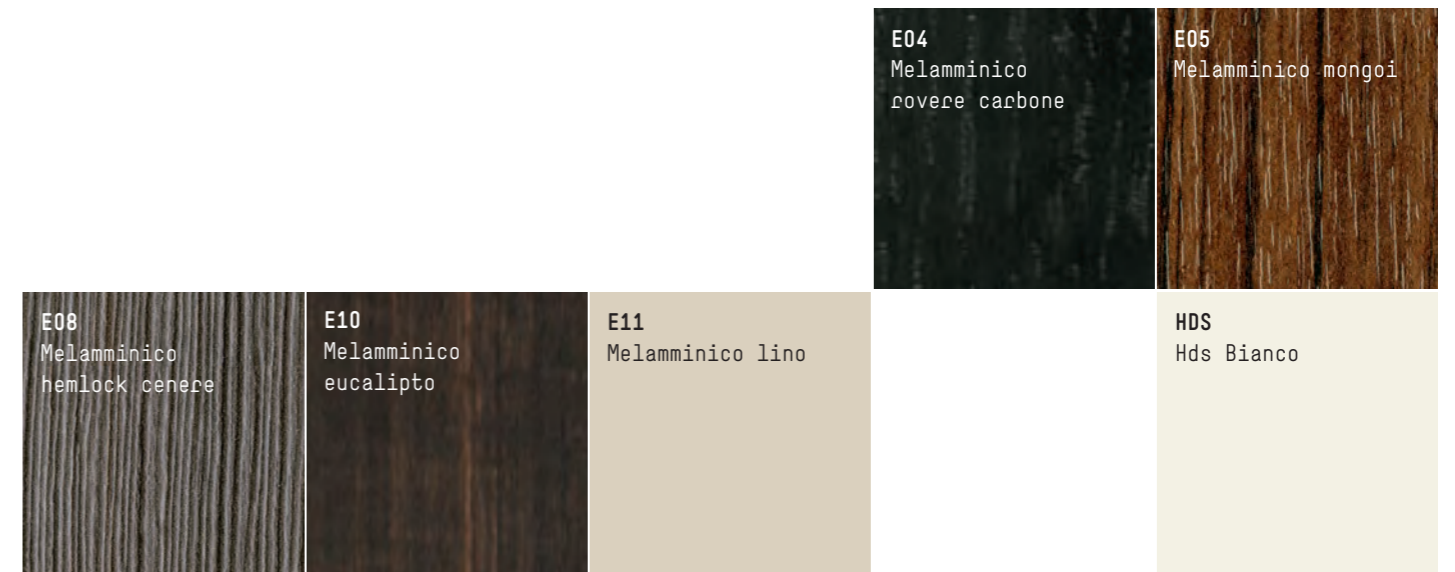 E04
Melamminico
rovere carbone
E05
Melamminico mongoi
E08
Melamminico
hemlock cenere
E10
Melamminico
eucalipto
E11
Melamminico lino
HDS
Hds Bianco